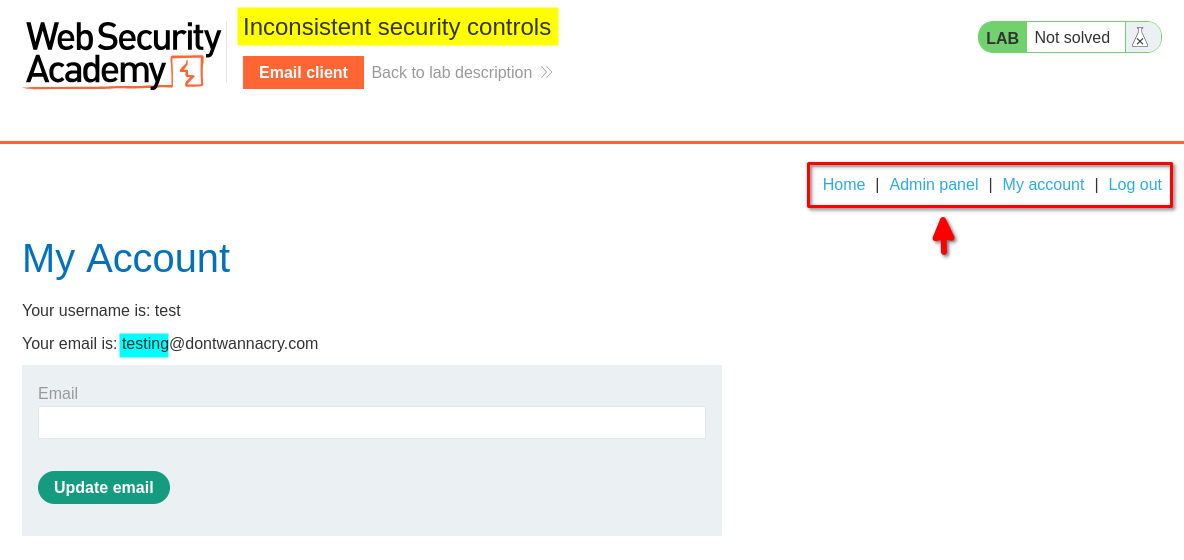 Web Security
Academy
Inconsistent security controls
Email client Back to lab description
LAB Not solved
Home | Admin panel | My account | Log out
My Account
Your username is: test
Your email is: testing@dontwannacry.com
Email
Update email